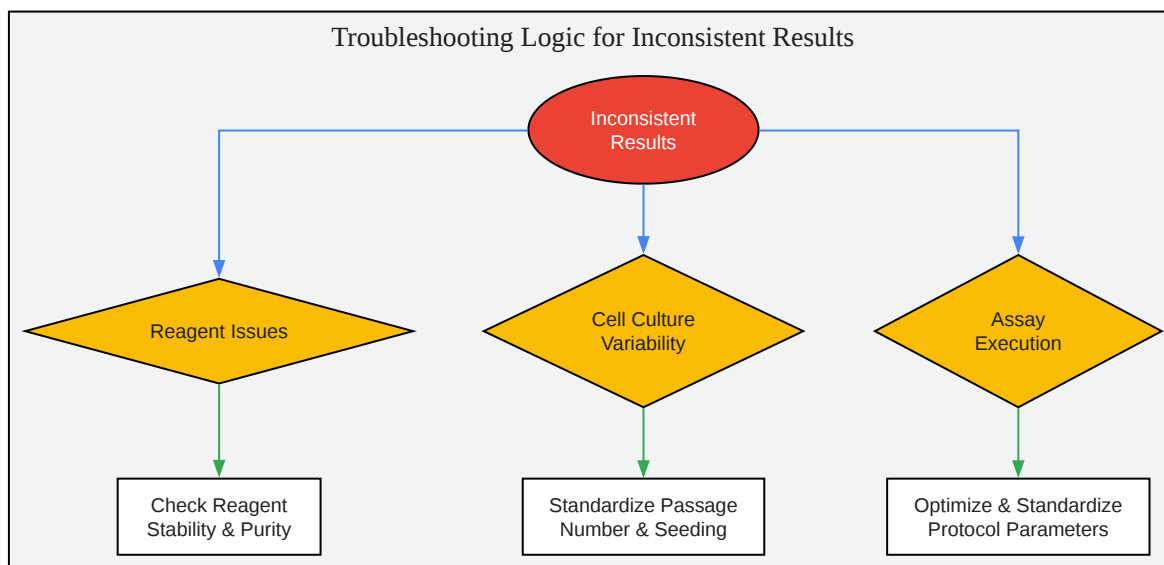 Troubleshooting Logic for Inconsistent Results
Inconsistent
Results
Reagent Issues
Cell Culture
Variability
Assay
Execution
Check Reagent
Stability & Purity
Standardize Passage
Number & Seeding
Optimize & Standardize
Protocol Parameters